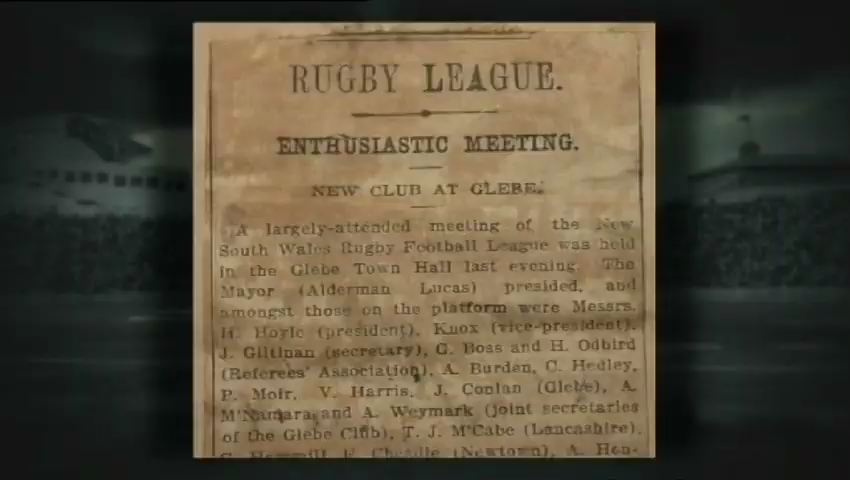 RUGBY LEAGUE.
ENTHUSIASTIC MEETING.
NEW CLUB AT GLEBE.
A largely-attended meeting of the New
South Wales Rugby Football League was held
in the Glebe Town Hall last evening. The
Mayor (Alderman Lucas) presided, and
amongst those on the platform were Messrs.
H. Hoyle (president), Knox (vice-president),
J. Giltinan (secretary), G. Boss and H. Odbird
(Referees' Association), A. Burden, C. Hedley,
P. Moir, V. Harris, J. Conlan (Glebe), A.
M'Namara and A. Weymark (joint secretaries
of the Glebe Club), T. J. M'Cabe (Lancashire),
F. Cheadle (Newtown), A. Hen-